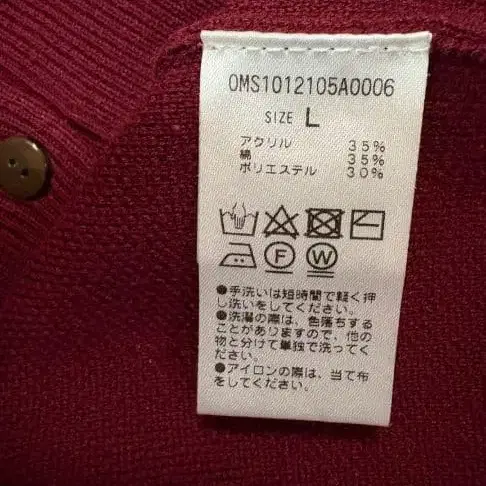 OMS1012105A0006
SIZE L
アクリル 35%
綿 35%
ポリエステル 30%
F W
●手洗いは短時間で軽く押
し洗いをしてください。
●洗濯の際は、色落ちする
ことがありますので、他の
物と分けて単独で洗ってく
ださい。
●アイロンの際は、当て布
をしてください。